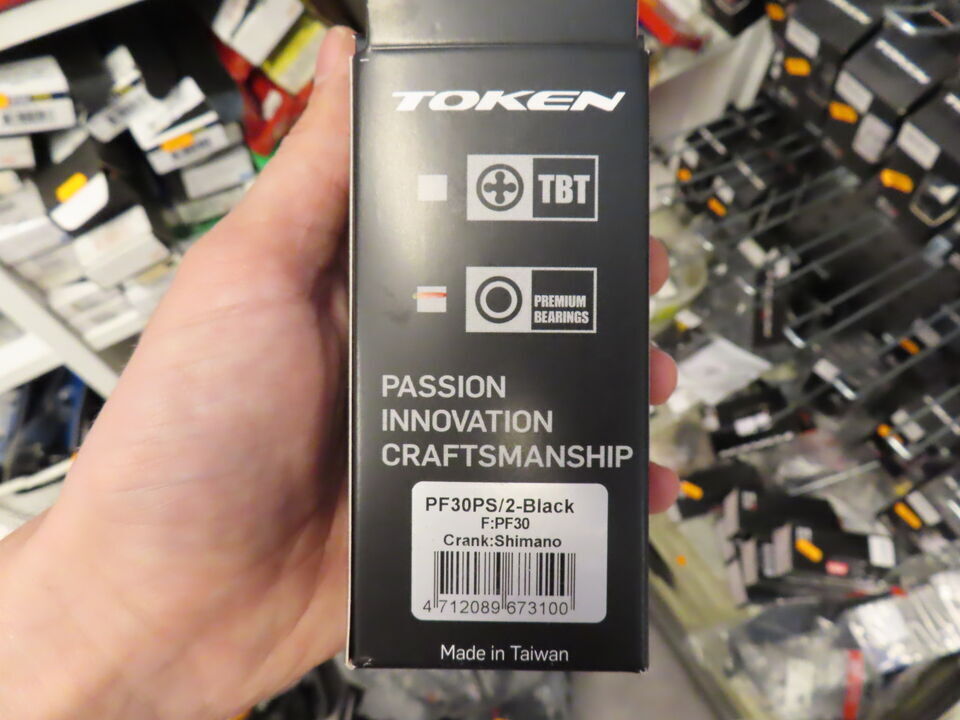 TOKEN
TBT
PREMIUM
BEARINGS
PASSION
INNOVATION
CRAFTSMANSHIP
PF30PS/2-Black
F:PF30
Crank:Shimano
4 712089 673100
Made in Taiwan